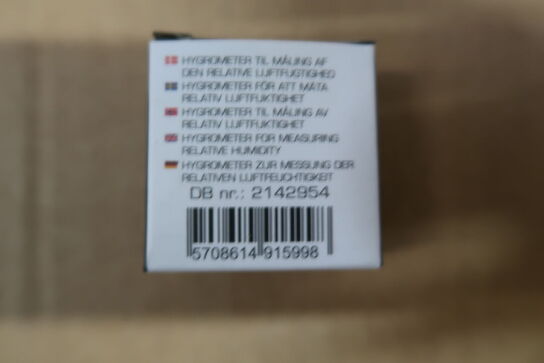 HYGROMETER TIL MÅLING AF
DEN RELATIVE LUFTFUGTIGHED
HYGROMETER FÖR ATT MÄTA
RELATIV LUFTFUKTIGHET
HYGROMETER TIL MÅLING AV
RELATIV LUFTFUKTIGHET
HYGROMETER FOR MEASURING
RELATIVE HUMIDITY
HYGROMETER ZUR MESSUNG DER
RELATIVEN LUFTFEUCHTIGKEIT
DB nr.: 2142954
5708614 915998